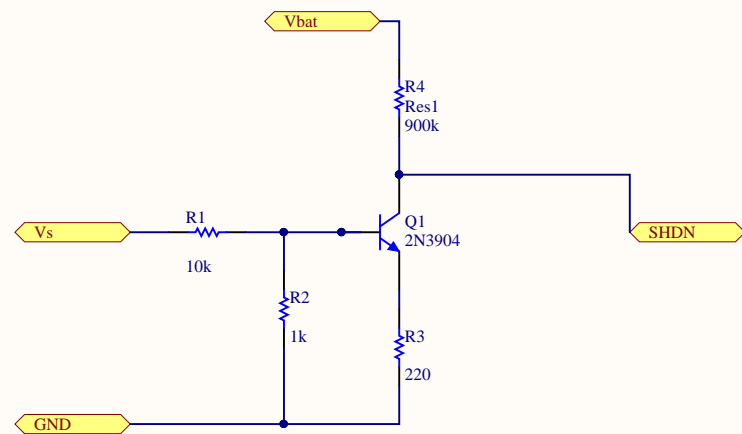 Vbat
R4
Res1
900k
R1
10k
Vs
Q1
2N3904
SHDN
R2
1k
R3
220
GND